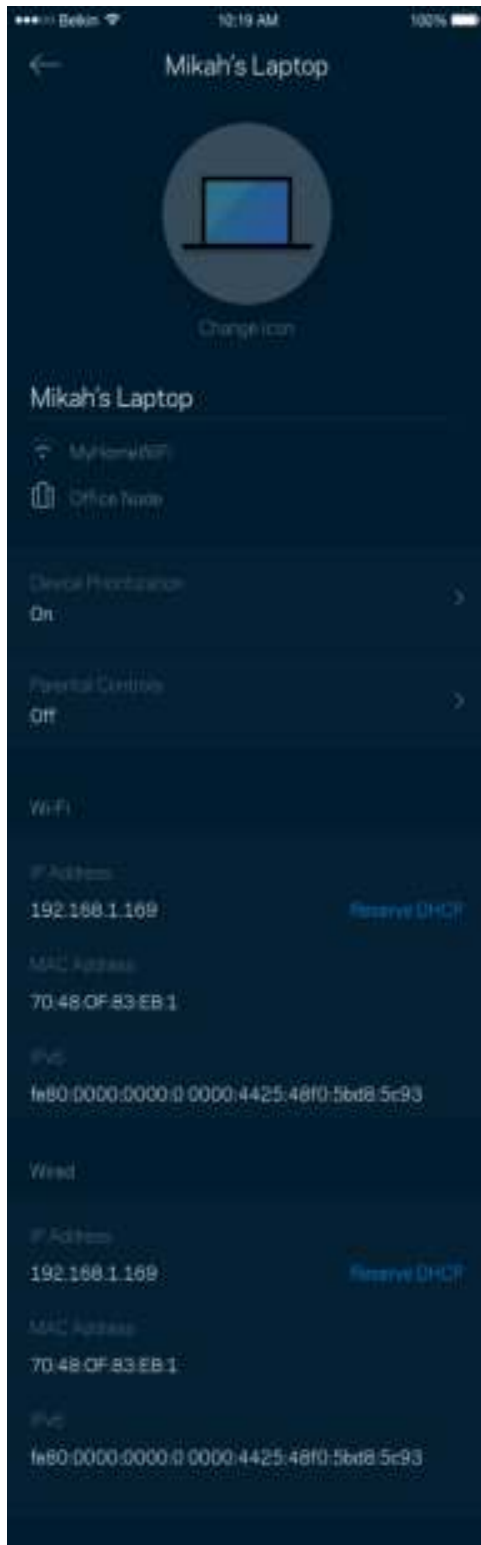 Belkin 10:19 AM 100%
Mikah's Laptop
Change icon
Mikah's Laptop
MyHomeWiFi
Office Node
Device Prioritization
On
Parental Controls
Off
Wi-Fi
IP Address
192.168.1.169 Reserve DHCP
MAC Address
70:48:0F:83:EB:1
IPv6
fe80:0000:0000:0:0000:4425:48f0:5bd8:5c93
Wired
IP Address
192.168.1.169 Reserve DHCP
MAC Address
70:48:0F:83:EB:1
IPv6
fe80:0000:0000:0:0000:4425:48f0:5bd8:5c93